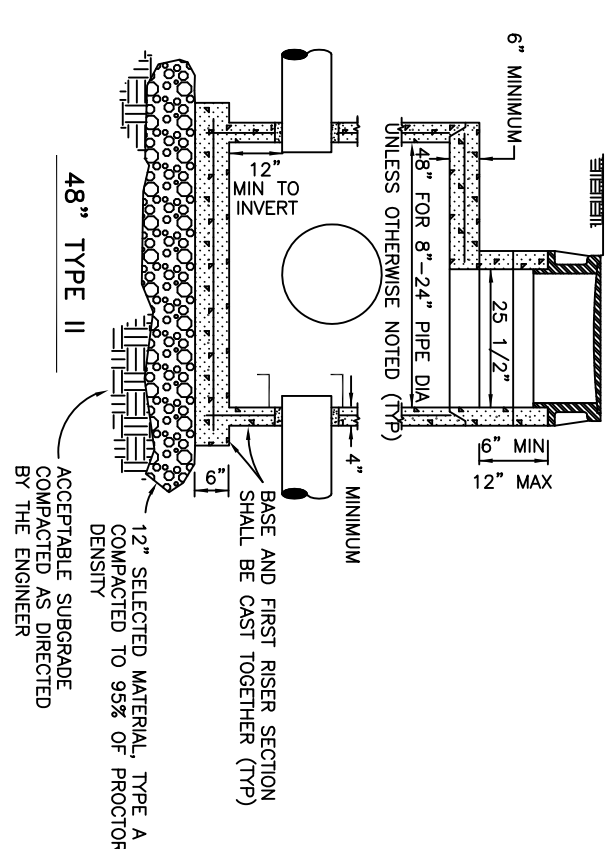 6" MINIMUM
25 1/2"
6" MIN
12" MAX
48" FOR 8"-24" PIPE DIA
UNLESS OTHERWISE NOTED (TYP)
4" MINIMUM
12"
MIN TO
INVERT
BASE AND FIRST RISER SECTION
SHALL BE CAST TOGETHER (TYP)
6"
12" SELECTED MATERIAL, TYPE A
COMPACTED TO 95% OF PROCTOR
DENSITY
ACCEPTABLE SUBGRADE
COMPACTED AS DIRECTED
BY THE ENGINEER
48" TYPE II